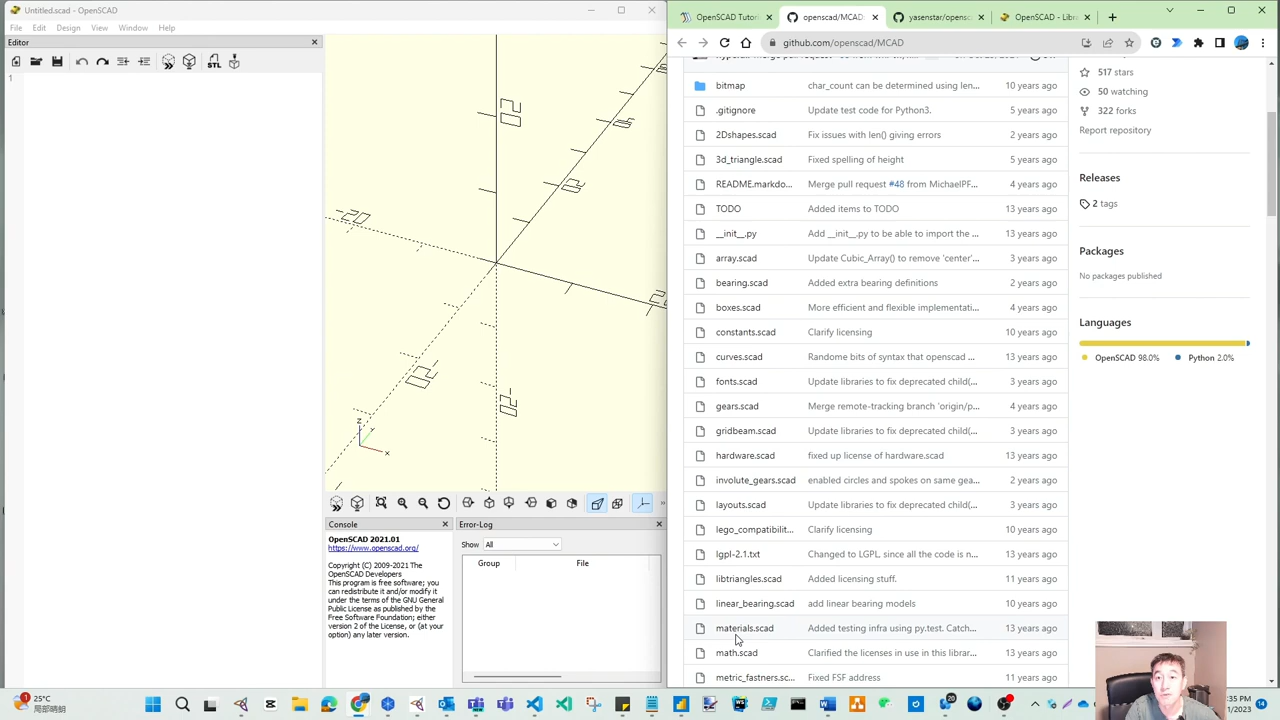 Untitled.scad - OpenSCAD
File Edit Design View Window Help
Editor
1
STL
20
-20
20
-20
Z
Y
X
Console
OpenSCAD 2021.01
https://www.openscad.org/
Copyright (C) 2009-2021 The
OpenSCAD Developers
This program is free software; you
can redistribute it and/or modify it
under the terms of the GNU General
Public License as published by the
Free Software Foundation; either
version 2 of the License, or (at your
option) any later version.
Error-Log
Show All
Group File
OpenSCAD Tutor
openscad/MCAD:
yasenstar/opensc
OpenSCAD - Libra
github.com/openscad/MCAD
bitmap char_count can be determined using len... 10 years ago
.gitignore Update test code for Python3. 5 years ago
2Dshapes.scad Fix issues with len() giving errors 2 years ago
3d_triangle.scad Fixed spelling of height 5 years ago
README.markdo... Merge pull request #48 from MichaelPF... 4 years ago
TODO Added items to TODO 13 years ago
__init__.py Add __init__.py to be able to import the ... 13 years ago
array.scad Update Cubic_Array() to remove 'center'... 3 years ago
bearing.scad Added extra bearing definitions 2 years ago
boxes.scad More efficient and flexible implementati... 4 years ago
constants.scad Clarify licensing 10 years ago
curves.scad Randome bits of syntax that openscad ... 13 years ago
fonts.scad Update libraries to fix deprecated child(... 3 years ago
gears.scad Merge remote-tracking branch 'origin/p... 4 years ago
gridbeam.scad Update libraries to fix deprecated child(... 3 years ago
hardware.scad fixed up license of hardware.scad 13 years ago
involute_gears.scad enabled circles and spokes on same gea... 2 years ago
layouts.scad Update libraries to fix deprecated child(... 3 years ago
lego_compatibilit... Clarify licensing 10 years ago
lgpl-2.1.txt Changed to LGPL, since all the code is n... 13 years ago
libtriangles.scad Added licensing stuff. 11 years ago
linear_bearing.scad add linear bearing models 10 years ago
materials.scad Added testing infra using py.test. Catch... 13 years ago
math.scad Clarified the licenses in use in this librar... 13 years ago
metric_fastners.sc... Fixed FSF address 11 years ago
517 stars
50 watching
322 forks
Report repository
Releases
2 tags
Packages
No packages published
Languages
OpenSCAD 98.0% Python 2.0%
1
25°C
局部晴朗
20